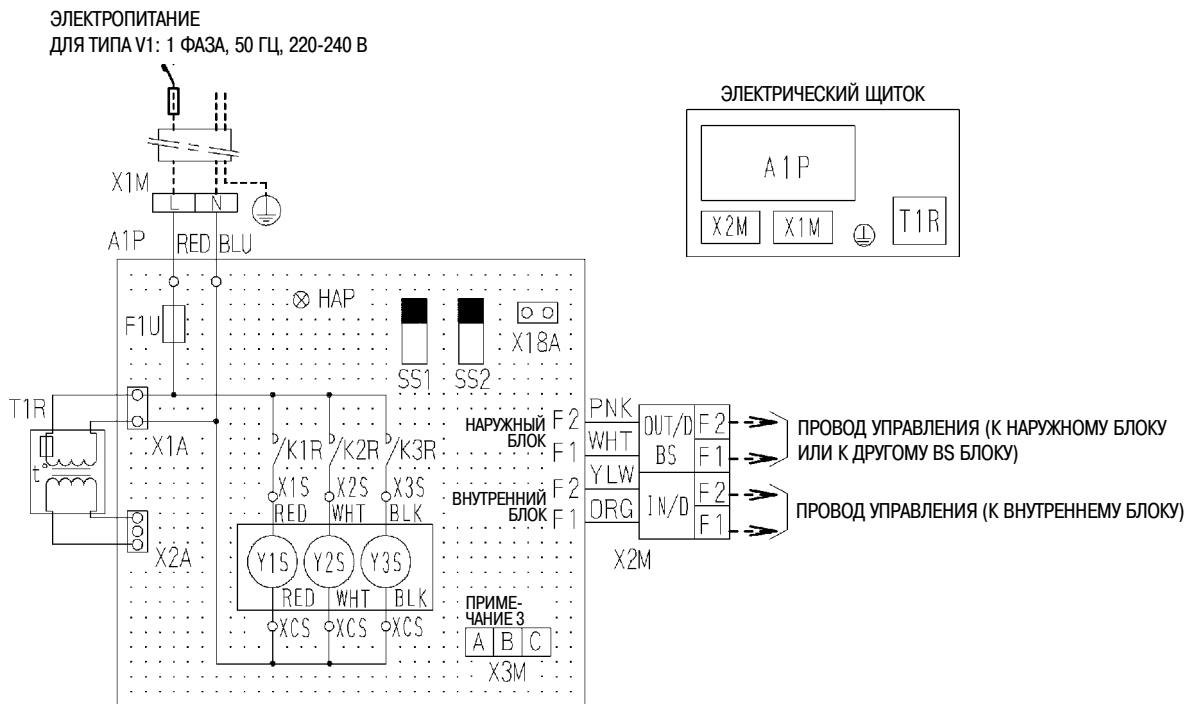 ЭЛЕКТРОПИТАНИЕ
ДЛЯ ТИПА V1: 1 ФАЗА, 50 ГЦ, 220-240 В
ЭЛЕКТРИЧЕСКИЙ ЩИТОК
A1P
X2M X1M T1R
X1M
L N
A1P RED BLU
HAP
F1U
X18A
SS1 SS2
T1R
X1A
t°
X2A
K1R K2R K3R
X1S X2S X3S
RED WHT BLK
Y1S Y2S Y3S
RED WHT BLK
XCS XCS XCS
НАРУЖНЫЙ
БЛОК
F2 PNK
F1 WHT
OUT/D
BS
F2
F1
ПРОВОД УПРАВЛЕНИЯ (К НАРУЖНОМУ БЛОКУ
ИЛИ К ДРУГОМУ BS БЛОКУ)
ВНУТРЕННИЙ
БЛОК
F2 YLW
F1 ORG
IN/D
F2
F1
ПРОВОД УПРАВЛЕНИЯ (К ВНУТРЕННЕМУ БЛОКУ)
X2M
ПРИМЕ-
ЧАНИЕ 3
A B C
X3M